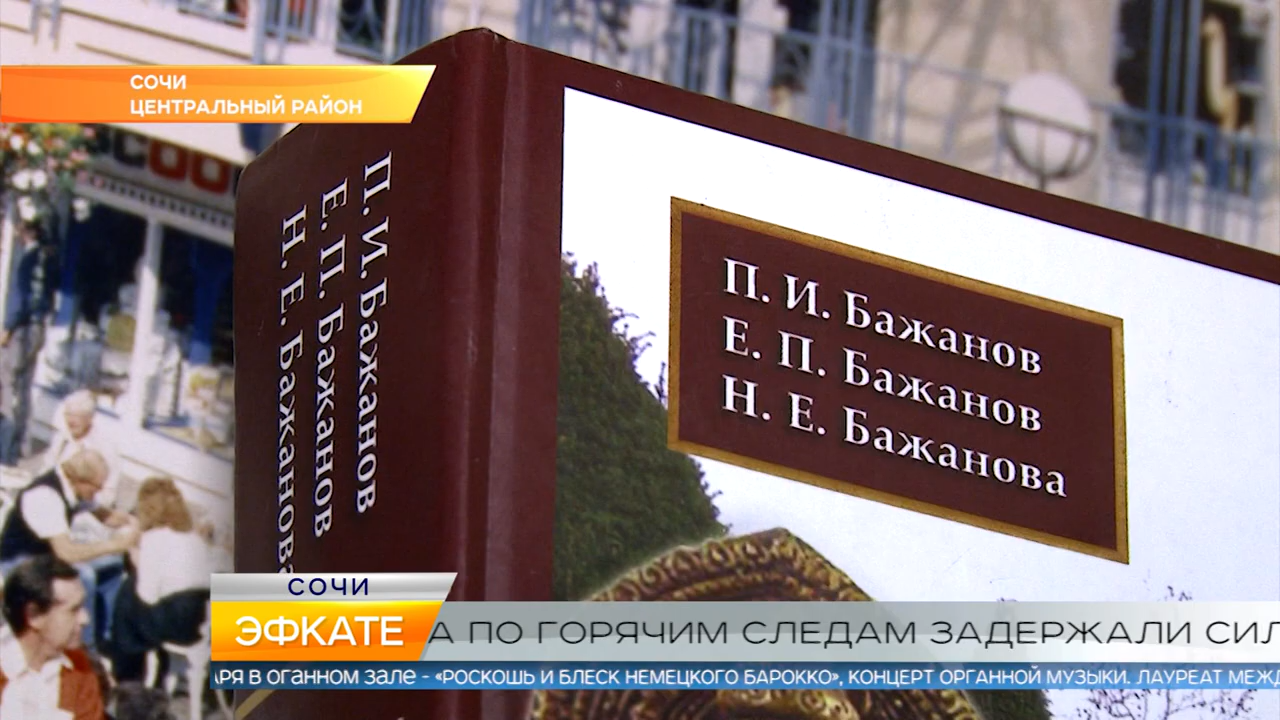 СОЧИ
ЦЕНТРАЛЬНЫЙ РАЙОН
П. И. Бажанов
Е. П. Бажанов
Н. Е. Бажанова
П. И. Бажанов
Е. П. Бажанов
Н. Е. Бажанова
СОЧИ
ЭФКАТЕ
А ПО ГОРЯЧИМ СЛЕДАМ ЗАДЕРЖАЛИ СИЛ
АРЯ В ОГАННОМ ЗАЛЕ - «РОСКОШЬ И БЛЕСК НЕМЕЦКОГО БАРОККО», КОНЦЕРТ ОРГАННОЙ МУЗЫКИ. ЛАУРЕАТ МЕЖД